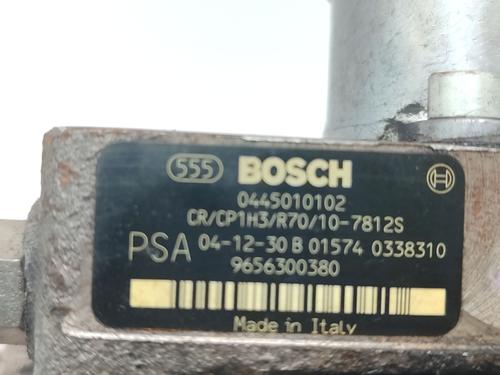 555 BOSCH
0445010102
CR/CP1H3/R70/10-7812S
PSA 04-12-30 B 01574 0338310
9656300380
Made in Italy